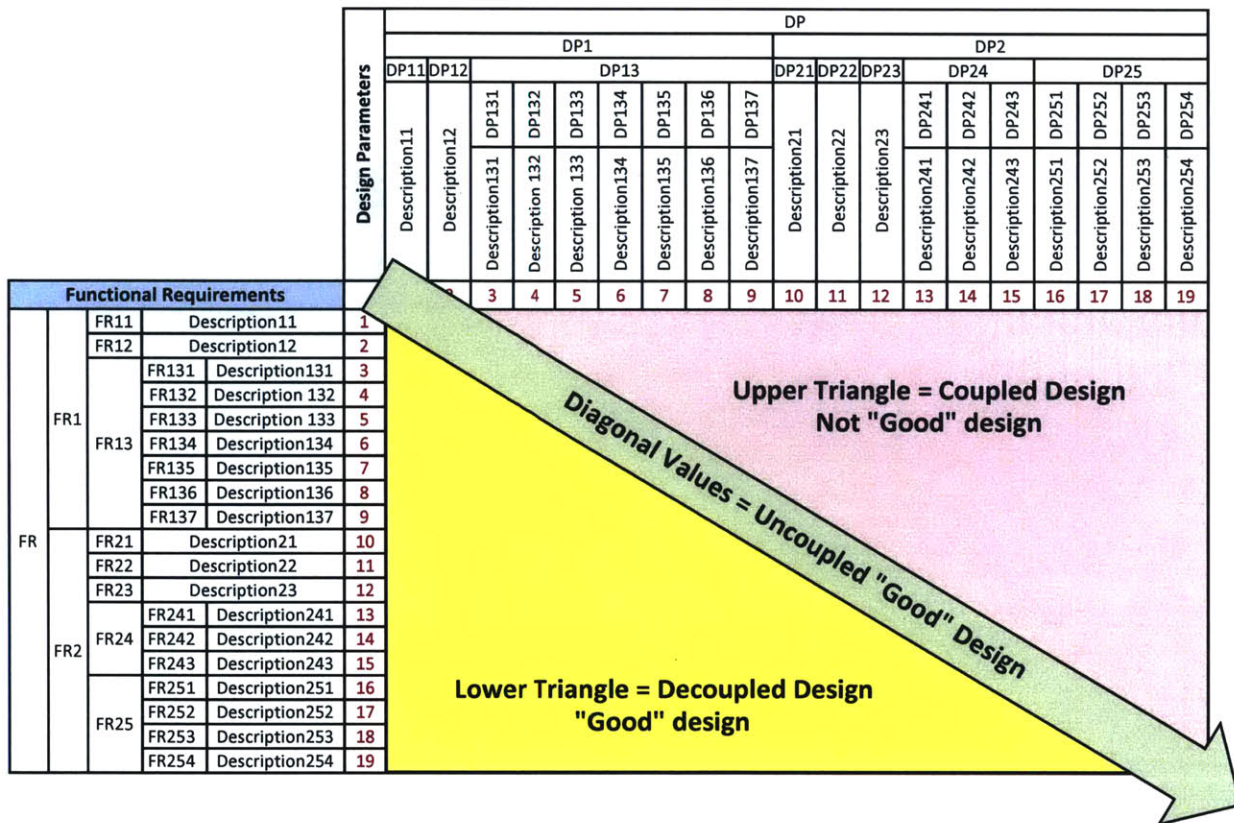 DP
DP1 DP2
DP11 DP12 DP13 DP21 DP22 DP23 DP24 DP25
Design Parameters
Description11
Description12
DP131 DP132 DP133 DP134 DP135 DP136 DP137
Description131 Description 132 Description 133 Description134 Description135 Description136 Description137
Description21
Description22
Description23
DP241 DP242 DP243 DP251 DP252 DP253 DP254
Description241 Description242 Description243 Description251 Description252 Description253 Description254
Functional Requirements 3 4 5 6 7 8 9 10 11 12 13 14 15 16 17 18 19
FR
FR1
FR11 Description11 1
FR12 Description12 2
FR13
FR131 Description131 3
FR132 Description 132 4
FR133 Description 133 5
FR134 Description134 6
FR135 Description135 7
FR136 Description136 8
FR137 Description137 9
FR2
FR21 Description21 10
FR22 Description22 11
FR23 Description23 12
FR24
FR241 Description241 13
FR242 Description242 14
FR243 Description243 15
FR25
FR251 Description251 16
FR252 Description252 17
FR253 Description253 18
FR254 Description254 19
Upper Triangle = Coupled Design
Not "Good" design
Diagonal Values = Uncoupled "Good" Design
Lower Triangle = Decoupled Design
"Good" design